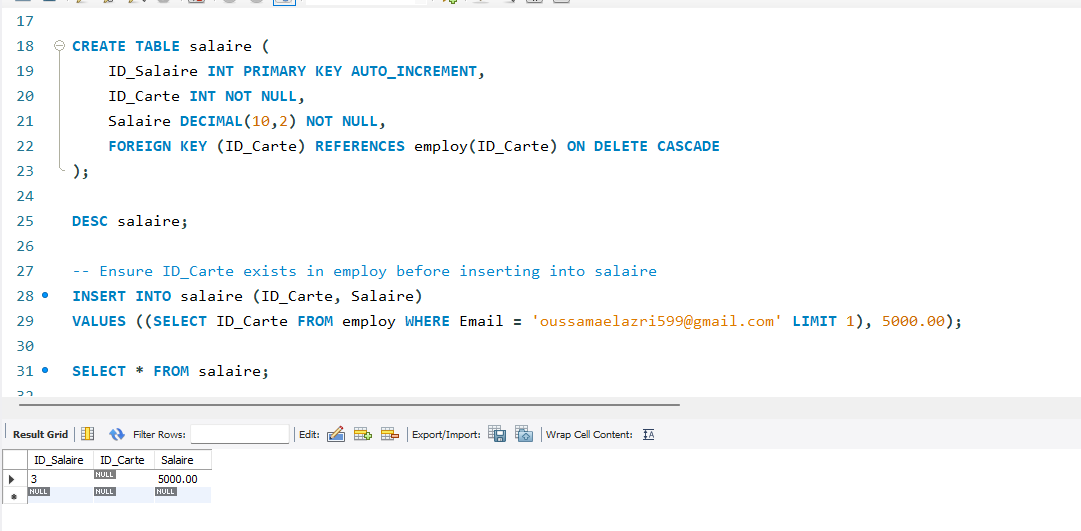 17
18 CREATE TABLE salaire (
19 ID_Salaire INT PRIMARY KEY AUTO_INCREMENT,
20 ID_Carte INT NOT NULL,
21 Salaire DECIMAL(10,2) NOT NULL,
22 FOREIGN KEY (ID_Carte) REFERENCES employ(ID_Carte) ON DELETE CASCADE
23 );
24
25 DESC salaire;
26
27 -- Ensure ID_Carte exists in employ before inserting into salaire
28 INSERT INTO salaire (ID_Carte, Salaire)
29 VALUES ((SELECT ID_Carte FROM employ WHERE Email = 'oussamaelazri599@gmail.com' LIMIT 1), 5000.00);
30
31 SELECT * FROM salaire;
32
Result Grid Filter Rows: Edit: Export/Import: Wrap Cell Content: IA
ID_Salaire ID_Carte Salaire
3 NULL 5000.00
NULL NULL NULL